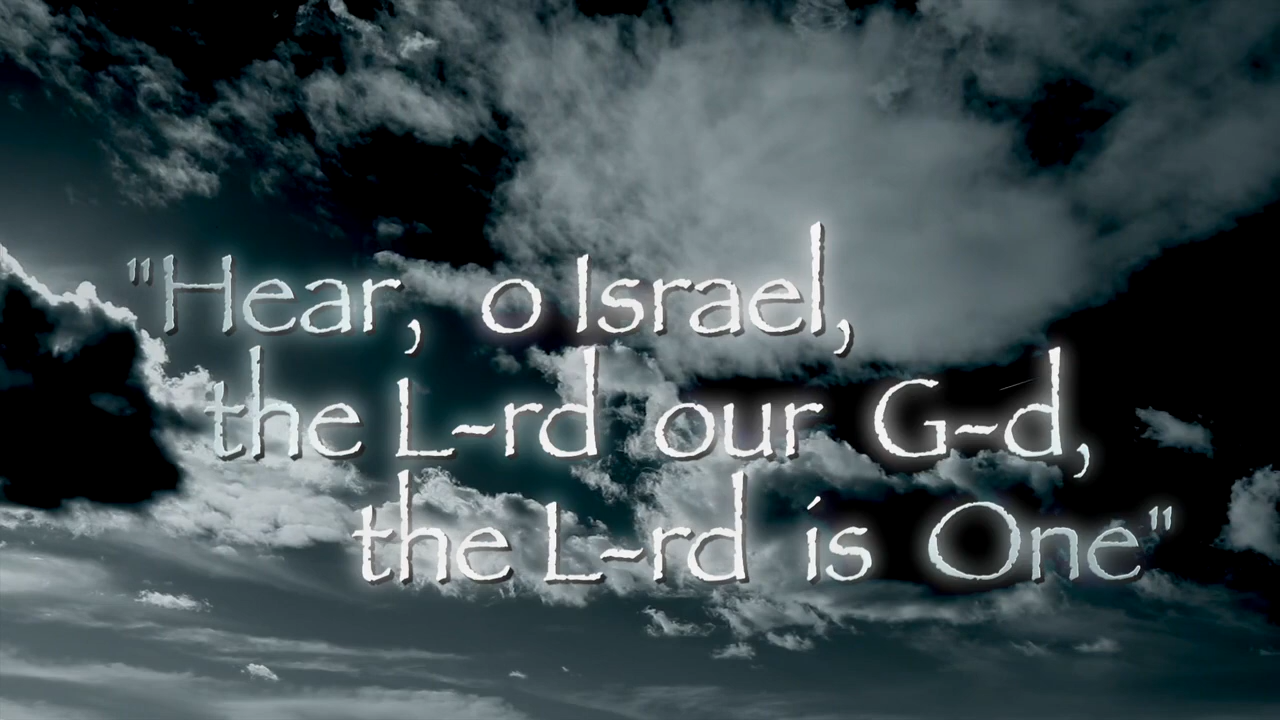 "Hear, o Israel,
the L-rd our G-d,
the L-rd is One"